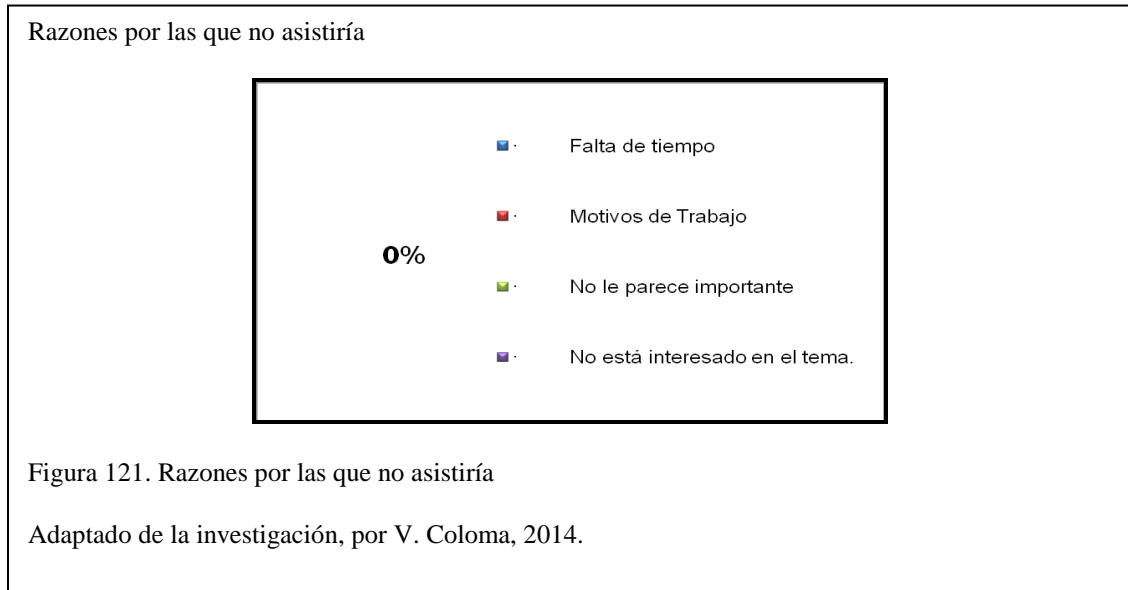 Razones por las que no asistiría
· Falta de tiempo
· Motivos de Trabajo
0%
· No le parece importante
· No está interesado en el tema.
Figura 121. Razones por las que no asistiría
Adaptado de la investigación, por V. Coloma, 2014.